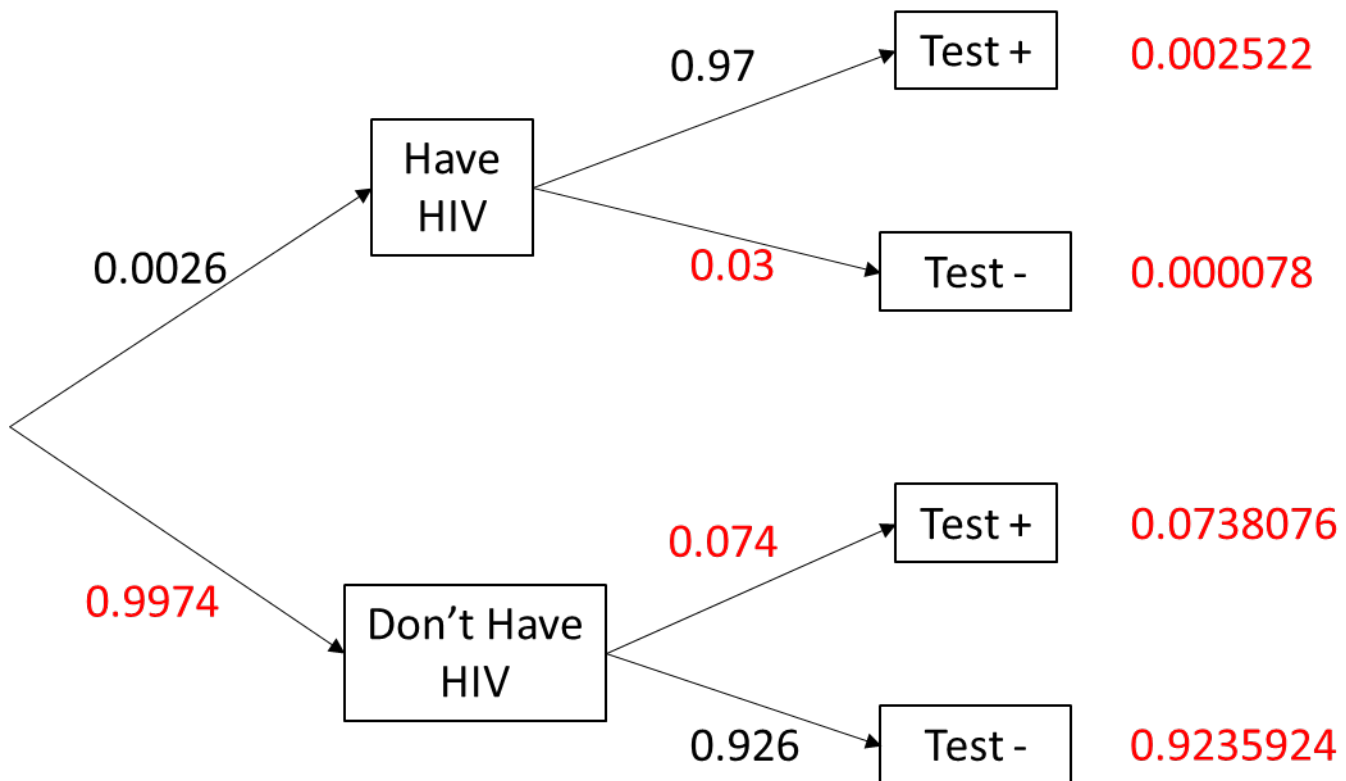 Test +
0.002522
0.97
Have
HIV
0.0026
0.03
Test -
0.000078
Test +
0.0738076
0.074
0.9974
Don’t Have
HIV
0.926
Test -
0.9235924